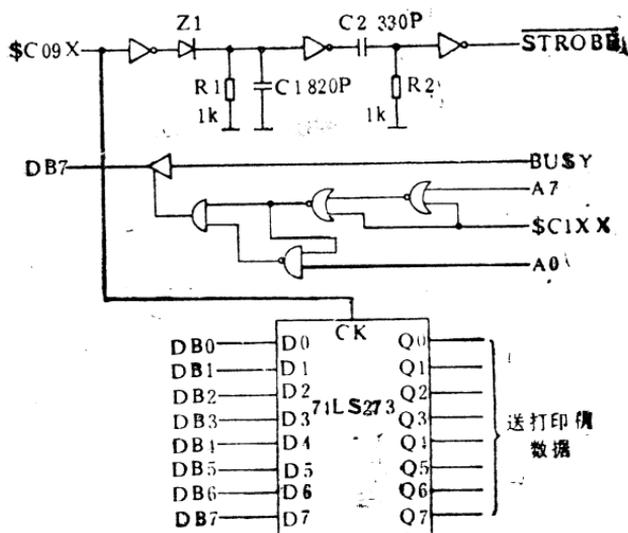 Z1
C2 330P
$C09X
STROBE
R1
C1 820P
R2
1k
1k
DB7
BUSY
A7
$C1XX
A0
CK
DB0
D0
Q0
DB1
D1
Q1
DB2
D2
Q2
DB3
D3
74LS273
Q3
DB4
D4
Q4
DB5
D5
Q5
DB6
D6
Q6
DB7
D7
Q7
送打印机
数据